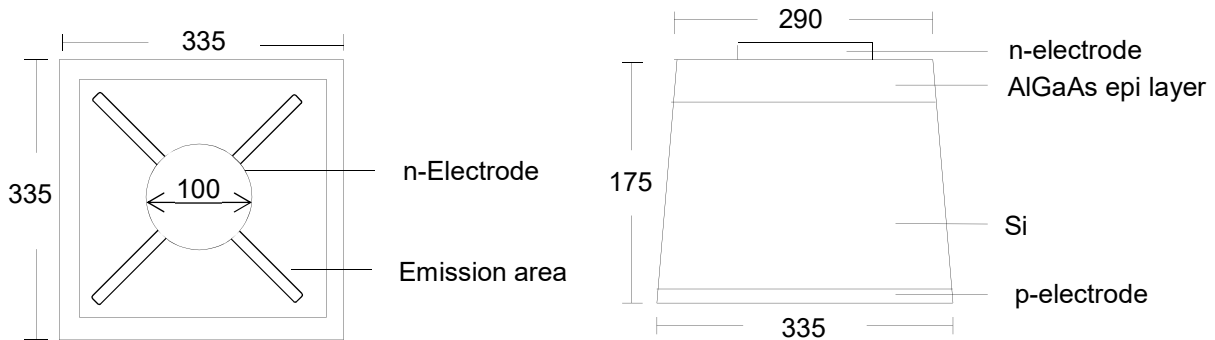 335
335
100
n-Electrode
Emission area
290
n-electrode
AlGaAs epi layer
175
Si
p-electrode
335